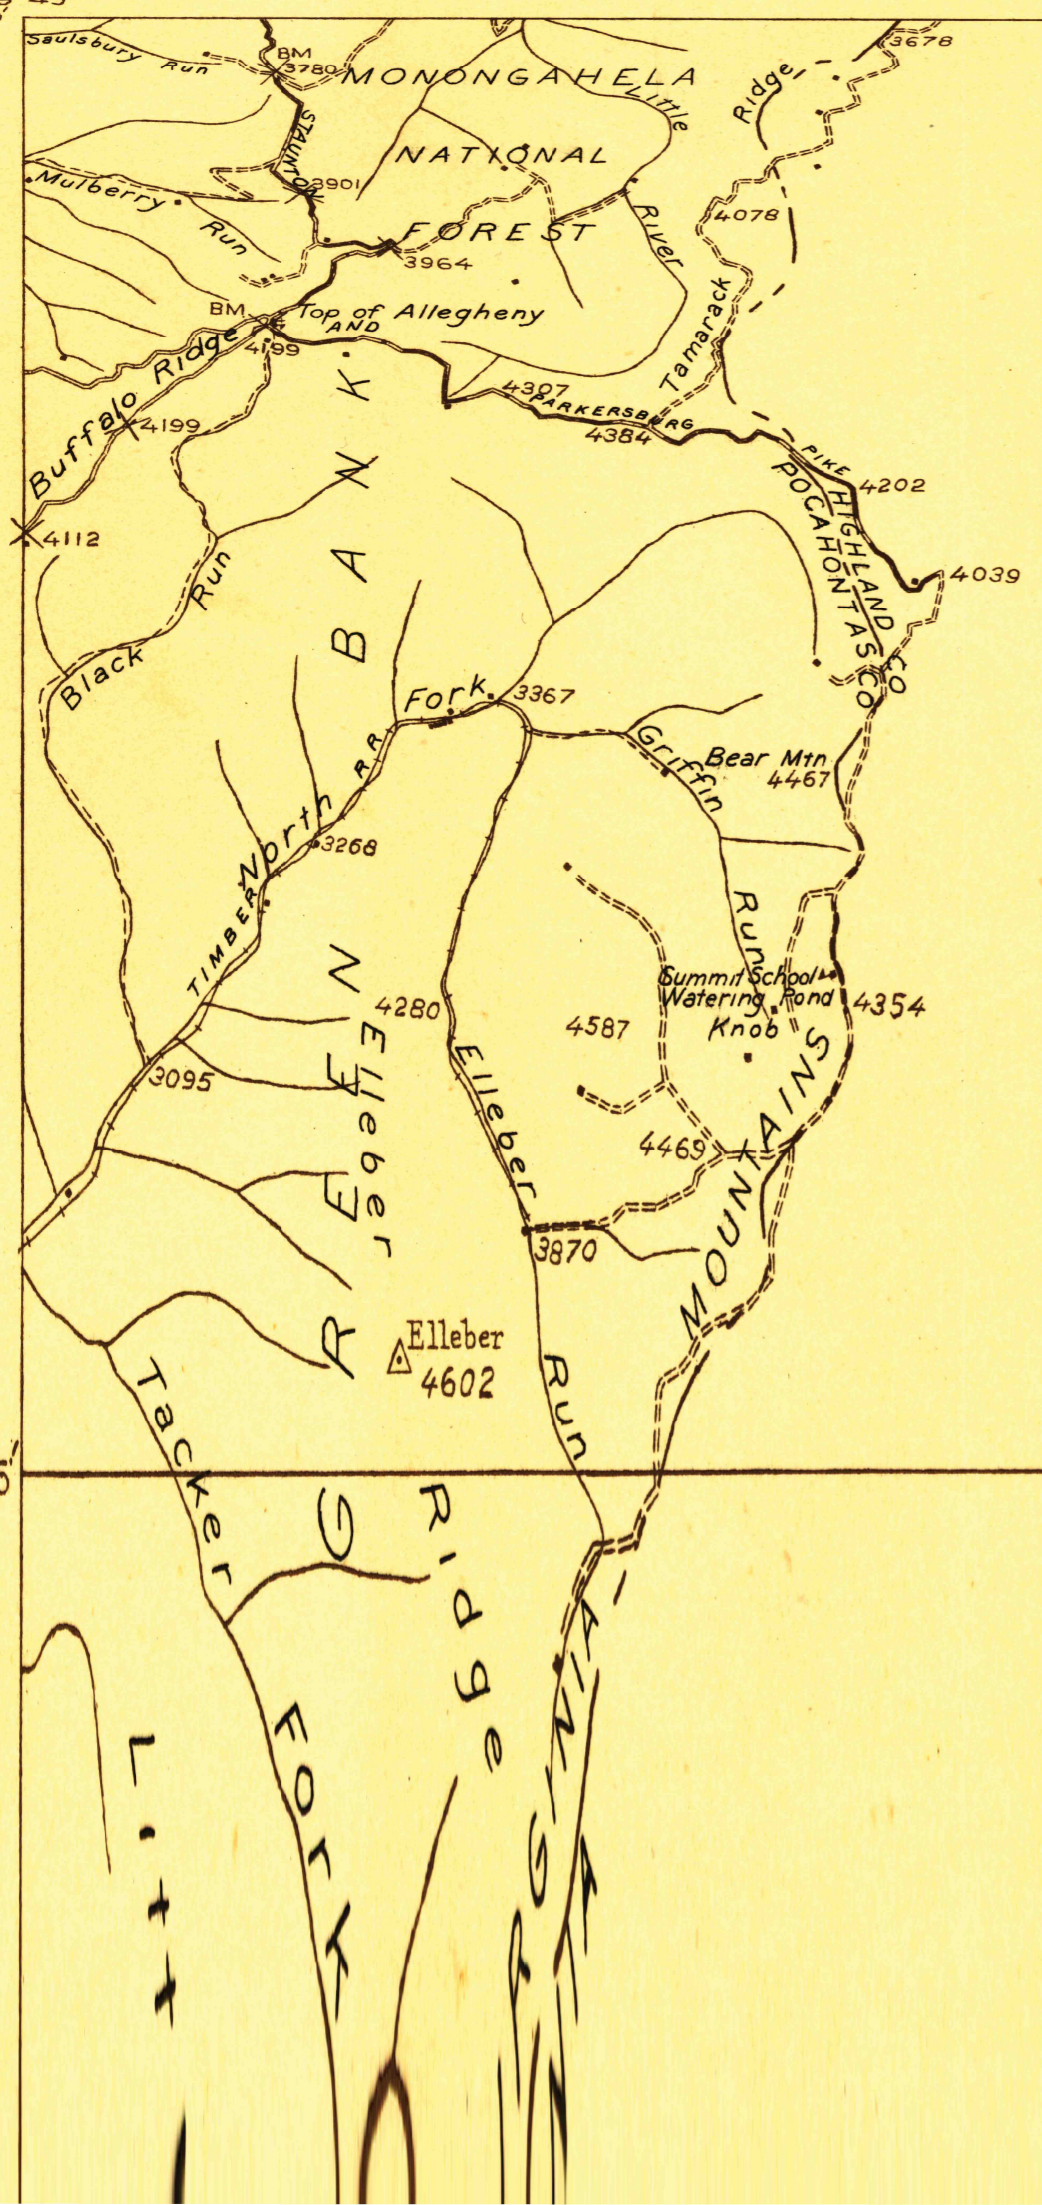 Saulsbury Run
BM
3780
MONONGAHELA
3678
Ridge
Little
STAUNTON
NATIONAL
Mulberry
3901
Run
FOREST
River
4078
3964
BM
Top of Allegheny
AND
4199
Tamarack
Buffalo Ridge
4307
PARKERSBURG
4384
4199
PIKE
4202
HIGHLAND CO
POCAHONTAS CO
4112
4039
Run
Black
Fork
3367
RR
Griffin
Bear Mtn
4467
North
3268
TIMBER
Run
Summit School
Watering Pond
Knob
4354
4280
4587
3095
Elleber
Elleber
4469
MOUNTAINS
3870
Elleber
4602
GREENBANK
Run
Tacker
Ridge
Fork
Litt